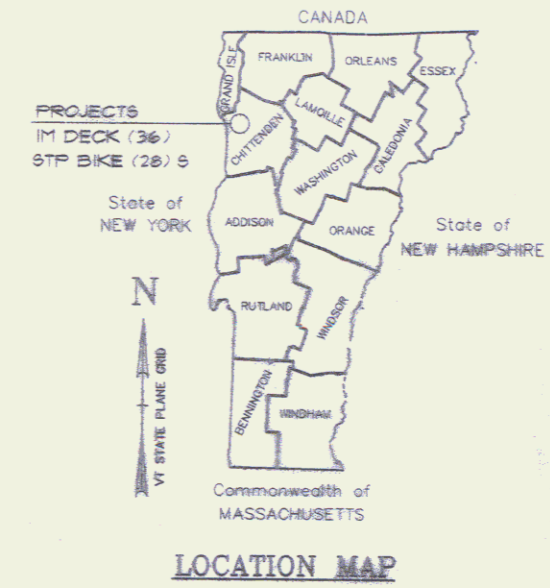 CANADA
FRANKLIN
ORLEANS
ESSEX
GRAND ISLE
LAMOILLE
PROJECTS
IM DECK (36)
STP BIKE (28) S
CHITTENDEN
CALEDONIA
WASHINGTON
State of
NEW YORK
ADDISON
ORANGE
State of
NEW HAMPSHIRE
N
RUTLAND
WINDSOR
VT STATE PLANE GRID
BENNINGTON
WINDHAM
Commonwealth of
MASSACHUSETTS
LOCATION MAP